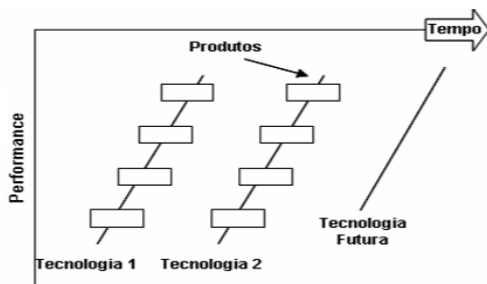 Tempo
Produtos
Performance
Tecnologia
Futura
Tecnologia 1
Tecnologia 2